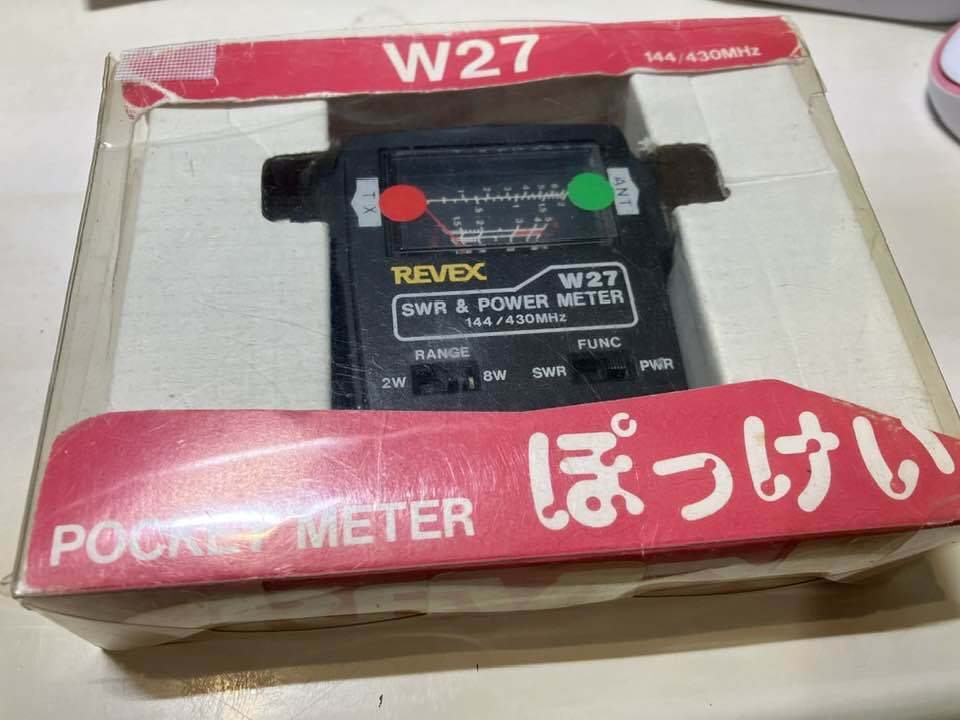 W27
144/430MHz
TX
ANT
REVEX
W27
SWR & POWER METER
144/430MHz
RANGE
2W
8W
FUNC
SWR
PWR
ぽっけい
POCKET METER